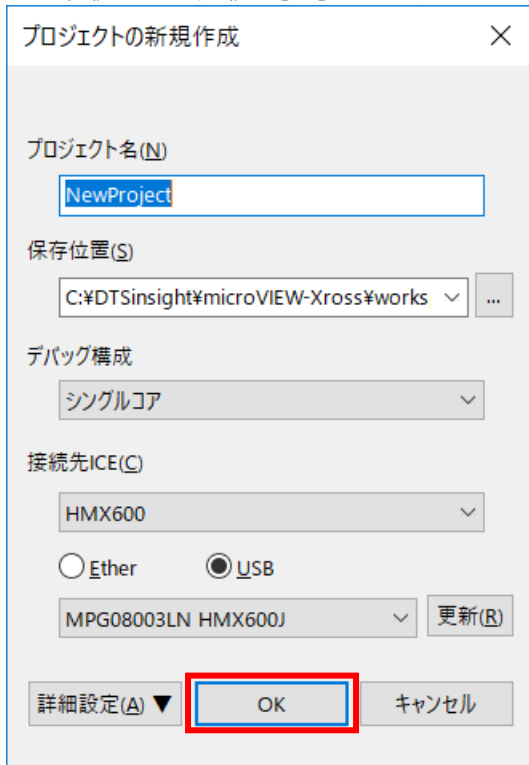 プロジェクトの新規作成
プロジェクト名(N)
NewProject
保存位置(S)
C:¥DTSinsight¥microVIEW-Xross¥works
...
デバッグ構成
シングルコア
接続先ICE(C)
HMX600
Ether USB
MPG08003LN HMX600J 更新(R)
詳細設定(A) ▼ OK キャンセル